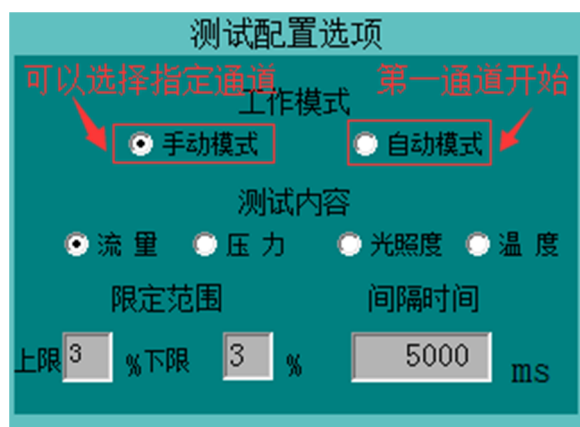 测试配置选项
可以选择指定通道 第一通道开始
工作模式
手动模式 自动模式
测试内容
流量 压力 光照度 温度
限定范围 间隔时间
上限 3 % 下限 3 % 5000 ms